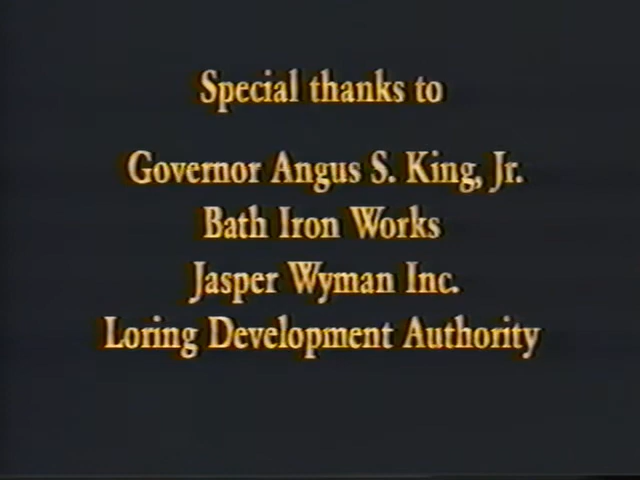 Special thanks to
Governor Angus S. King, Jr.
Bath Iron Works
Jasper Wyman Inc.
Loring Development Authority